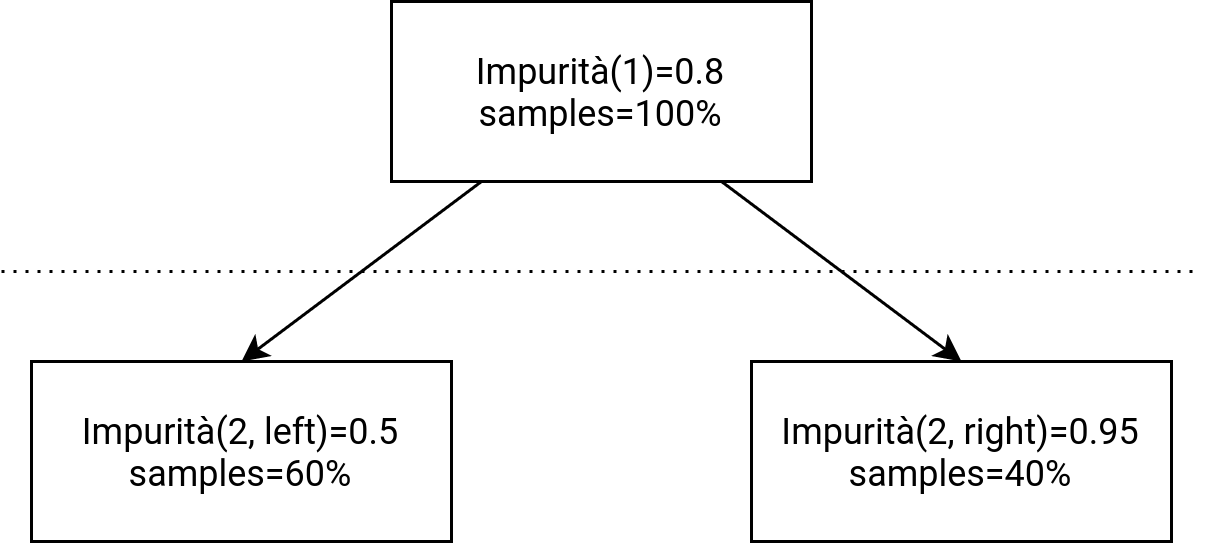 Impurità(1)=0.8
samples=100%
Impurità(2, left)=0.5
samples=60%
Impurità(2, right)=0.95
samples=40%